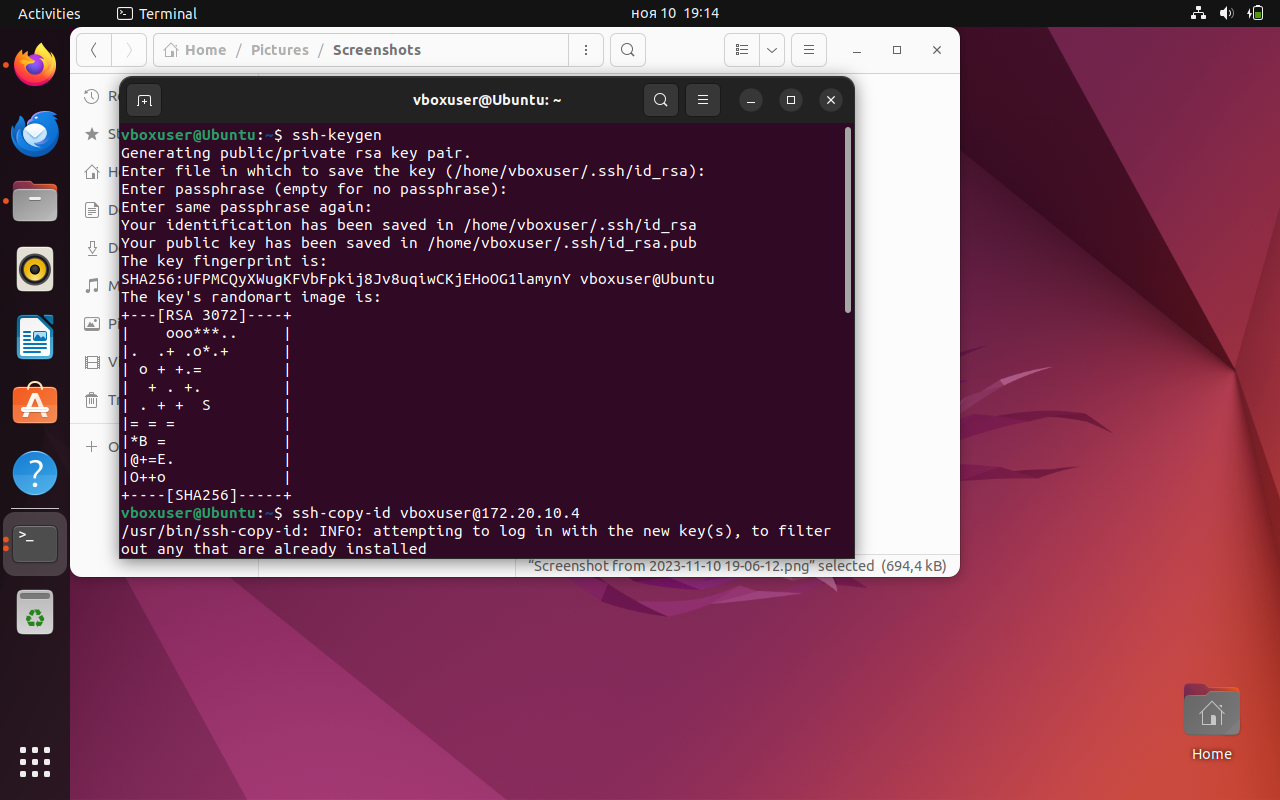 Activities
Terminal
ноя 10 19:14
Home / Pictures / Screenshots
vboxuser@Ubuntu: ~
vboxuser@Ubuntu:~$ ssh-keygen
Generating public/private rsa key pair.
Enter file in which to save the key (/home/vboxuser/.ssh/id_rsa):
Enter passphrase (empty for no passphrase):
Enter same passphrase again:
Your identification has been saved in /home/vboxuser/.ssh/id_rsa
Your public key has been saved in /home/vboxuser/.ssh/id_rsa.pub
The key fingerprint is:
SHA256:UFPMCQyXWugKFVbFpkij8Jv8uqiwCKjEHoOG1lamynY vboxuser@Ubuntu
The key's randomart image is:
+---[RSA 3072]----+
|    ooo***..     |
|.  .+ .o*.+      |
| o + +.=         |
|  + . +.         |
| . + +  S        |
|= = =            |
|*B =             |
|@+=E.            |
|O++o             |
+----[SHA256]-----+
vboxuser@Ubuntu:~$ ssh-copy-id vboxuser@172.20.10.4
/usr/bin/ssh-copy-id: INFO: attempting to log in with the new key(s), to filter
out any that are already installed
“Screenshot from 2023-11-10 19-06-12.png” selected (694,4 kB)
Home